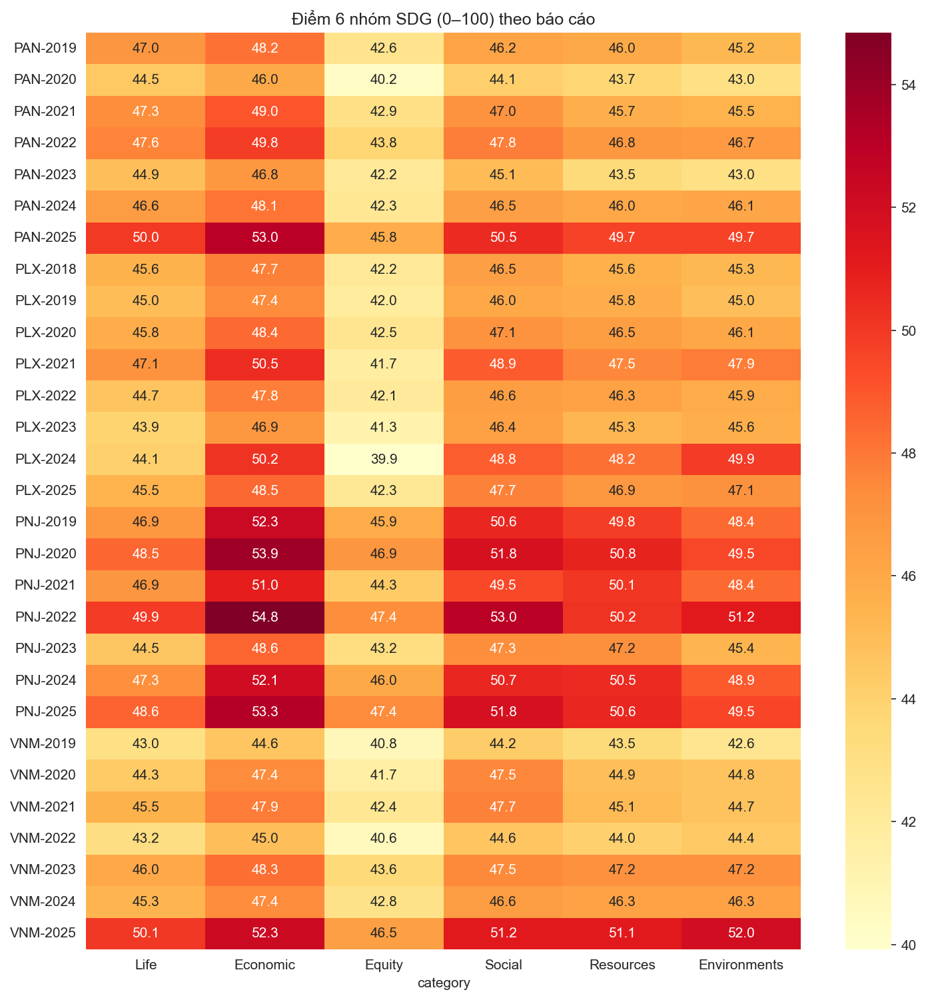 Điểm 6 nhóm SDG (0–100) theo báo cáo
PAN-2019 47.0 48.2 42.6 46.2 46.0 45.2
PAN-2020 44.5 46.0 40.2 44.1 43.7 43.0
PAN-2021 47.3 49.0 42.9 47.0 45.7 45.5
PAN-2022 47.6 49.8 43.8 47.8 46.8 46.7
PAN-2023 44.9 46.8 42.2 45.1 43.5 43.0
PAN-2024 46.6 48.1 42.3 46.5 46.0 46.1
PAN-2025 50.0 53.0 45.8 50.5 49.7 49.7
PLX-2018 45.6 47.7 42.2 46.5 45.6 45.3
PLX-2019 45.0 47.4 42.0 46.0 45.8 45.0
PLX-2020 45.8 48.4 42.5 47.1 46.5 46.1
PLX-2021 47.1 50.5 41.7 48.9 47.5 47.9
PLX-2022 44.7 47.8 42.1 46.6 46.3 45.9
PLX-2023 43.9 46.9 41.3 46.4 45.3 45.6
PLX-2024 44.1 50.2 39.9 48.8 48.2 49.9
PLX-2025 45.5 48.5 42.3 47.7 46.9 47.1
PNJ-2019 46.9 52.3 45.9 50.6 49.8 48.4
PNJ-2020 48.5 53.9 46.9 51.8 50.8 49.5
PNJ-2021 46.9 51.0 44.3 49.5 50.1 48.4
PNJ-2022 49.9 54.8 47.4 53.0 50.2 51.2
PNJ-2023 44.5 48.6 43.2 47.3 47.2 45.4
PNJ-2024 47.3 52.1 46.0 50.7 50.5 48.9
PNJ-2025 48.6 53.3 47.4 51.8 50.6 49.5
VNM-2019 43.0 44.6 40.8 44.2 43.5 42.6
VNM-2020 44.3 47.4 41.7 47.5 44.9 44.8
VNM-2021 45.5 47.9 42.4 47.7 45.1 44.7
VNM-2022 43.2 45.0 40.6 44.6 44.0 44.4
VNM-2023 46.0 48.3 43.6 47.5 47.2 47.2
VNM-2024 45.3 47.4 42.8 46.6 46.3 46.3
VNM-2025 50.1 52.3 46.5 51.2 51.1 52.0
Life Economic Equity Social Resources Environments
category
54
52
50
48
46
44
42
40